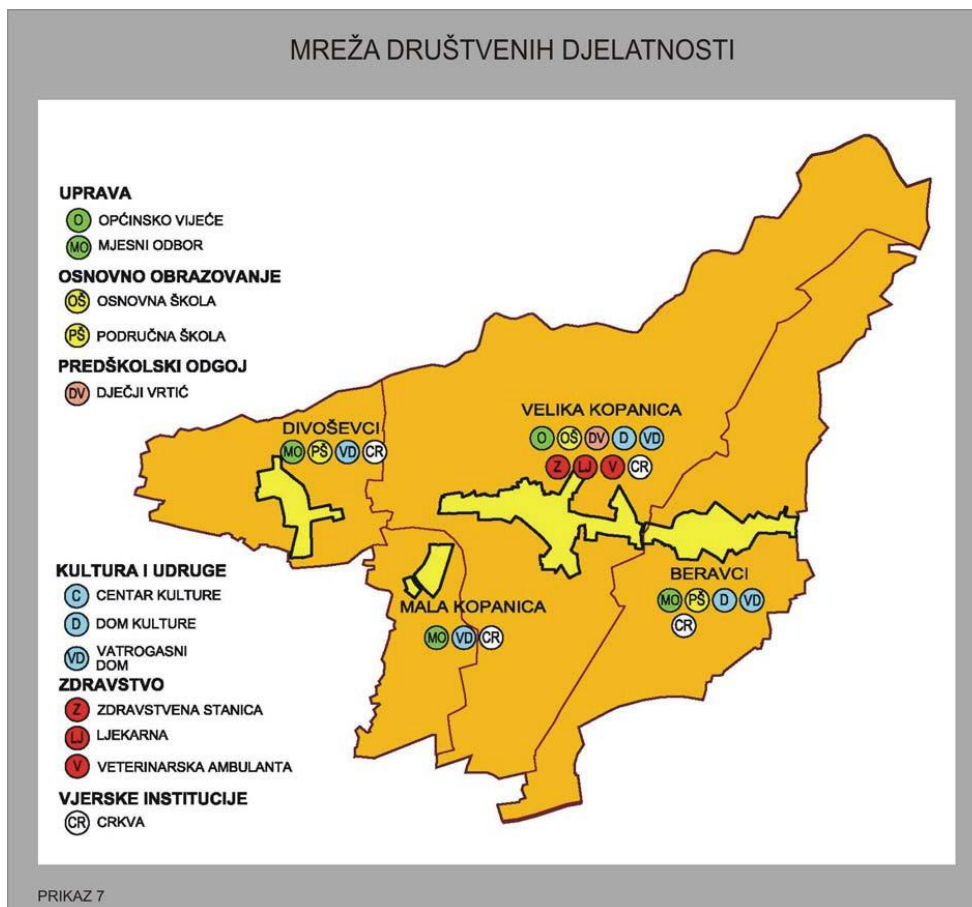 MREŽA DRUŠTVENIH DJELATNOSTI
UPRAVA
O OPĆINSKO VIJEĆE
MO MJESNI ODBOR
OSNOVNO OBRAZOVANJE
OŠ OSNOVNA ŠKOLA
PŠ PODRUČNA ŠKOLA
PREDŠKOLSKI ODGOJ
DV DJEČJI VRTIĆ
KULTURA I UDRUGE
C CENTAR KULTURE
D DOM KULTURE
VD VATROGASNI
DOM
ZDRAVSTVO
Z ZDRAVSTVENA STANICA
LJ LJEKARNA
V VETERINARSKA AMBULANTA
VJERSKE INSTITUCIJE
CR CRKVA
DIVOŠEVCI
MO PŠ VD CR
VELIKA KOPANICA
O OŠ DV D VD
Z LJ V CR
MALA KOPANICA
MO VD CR
BERAVCI
MO PŠ D VD
CR
PRIKAZ 7